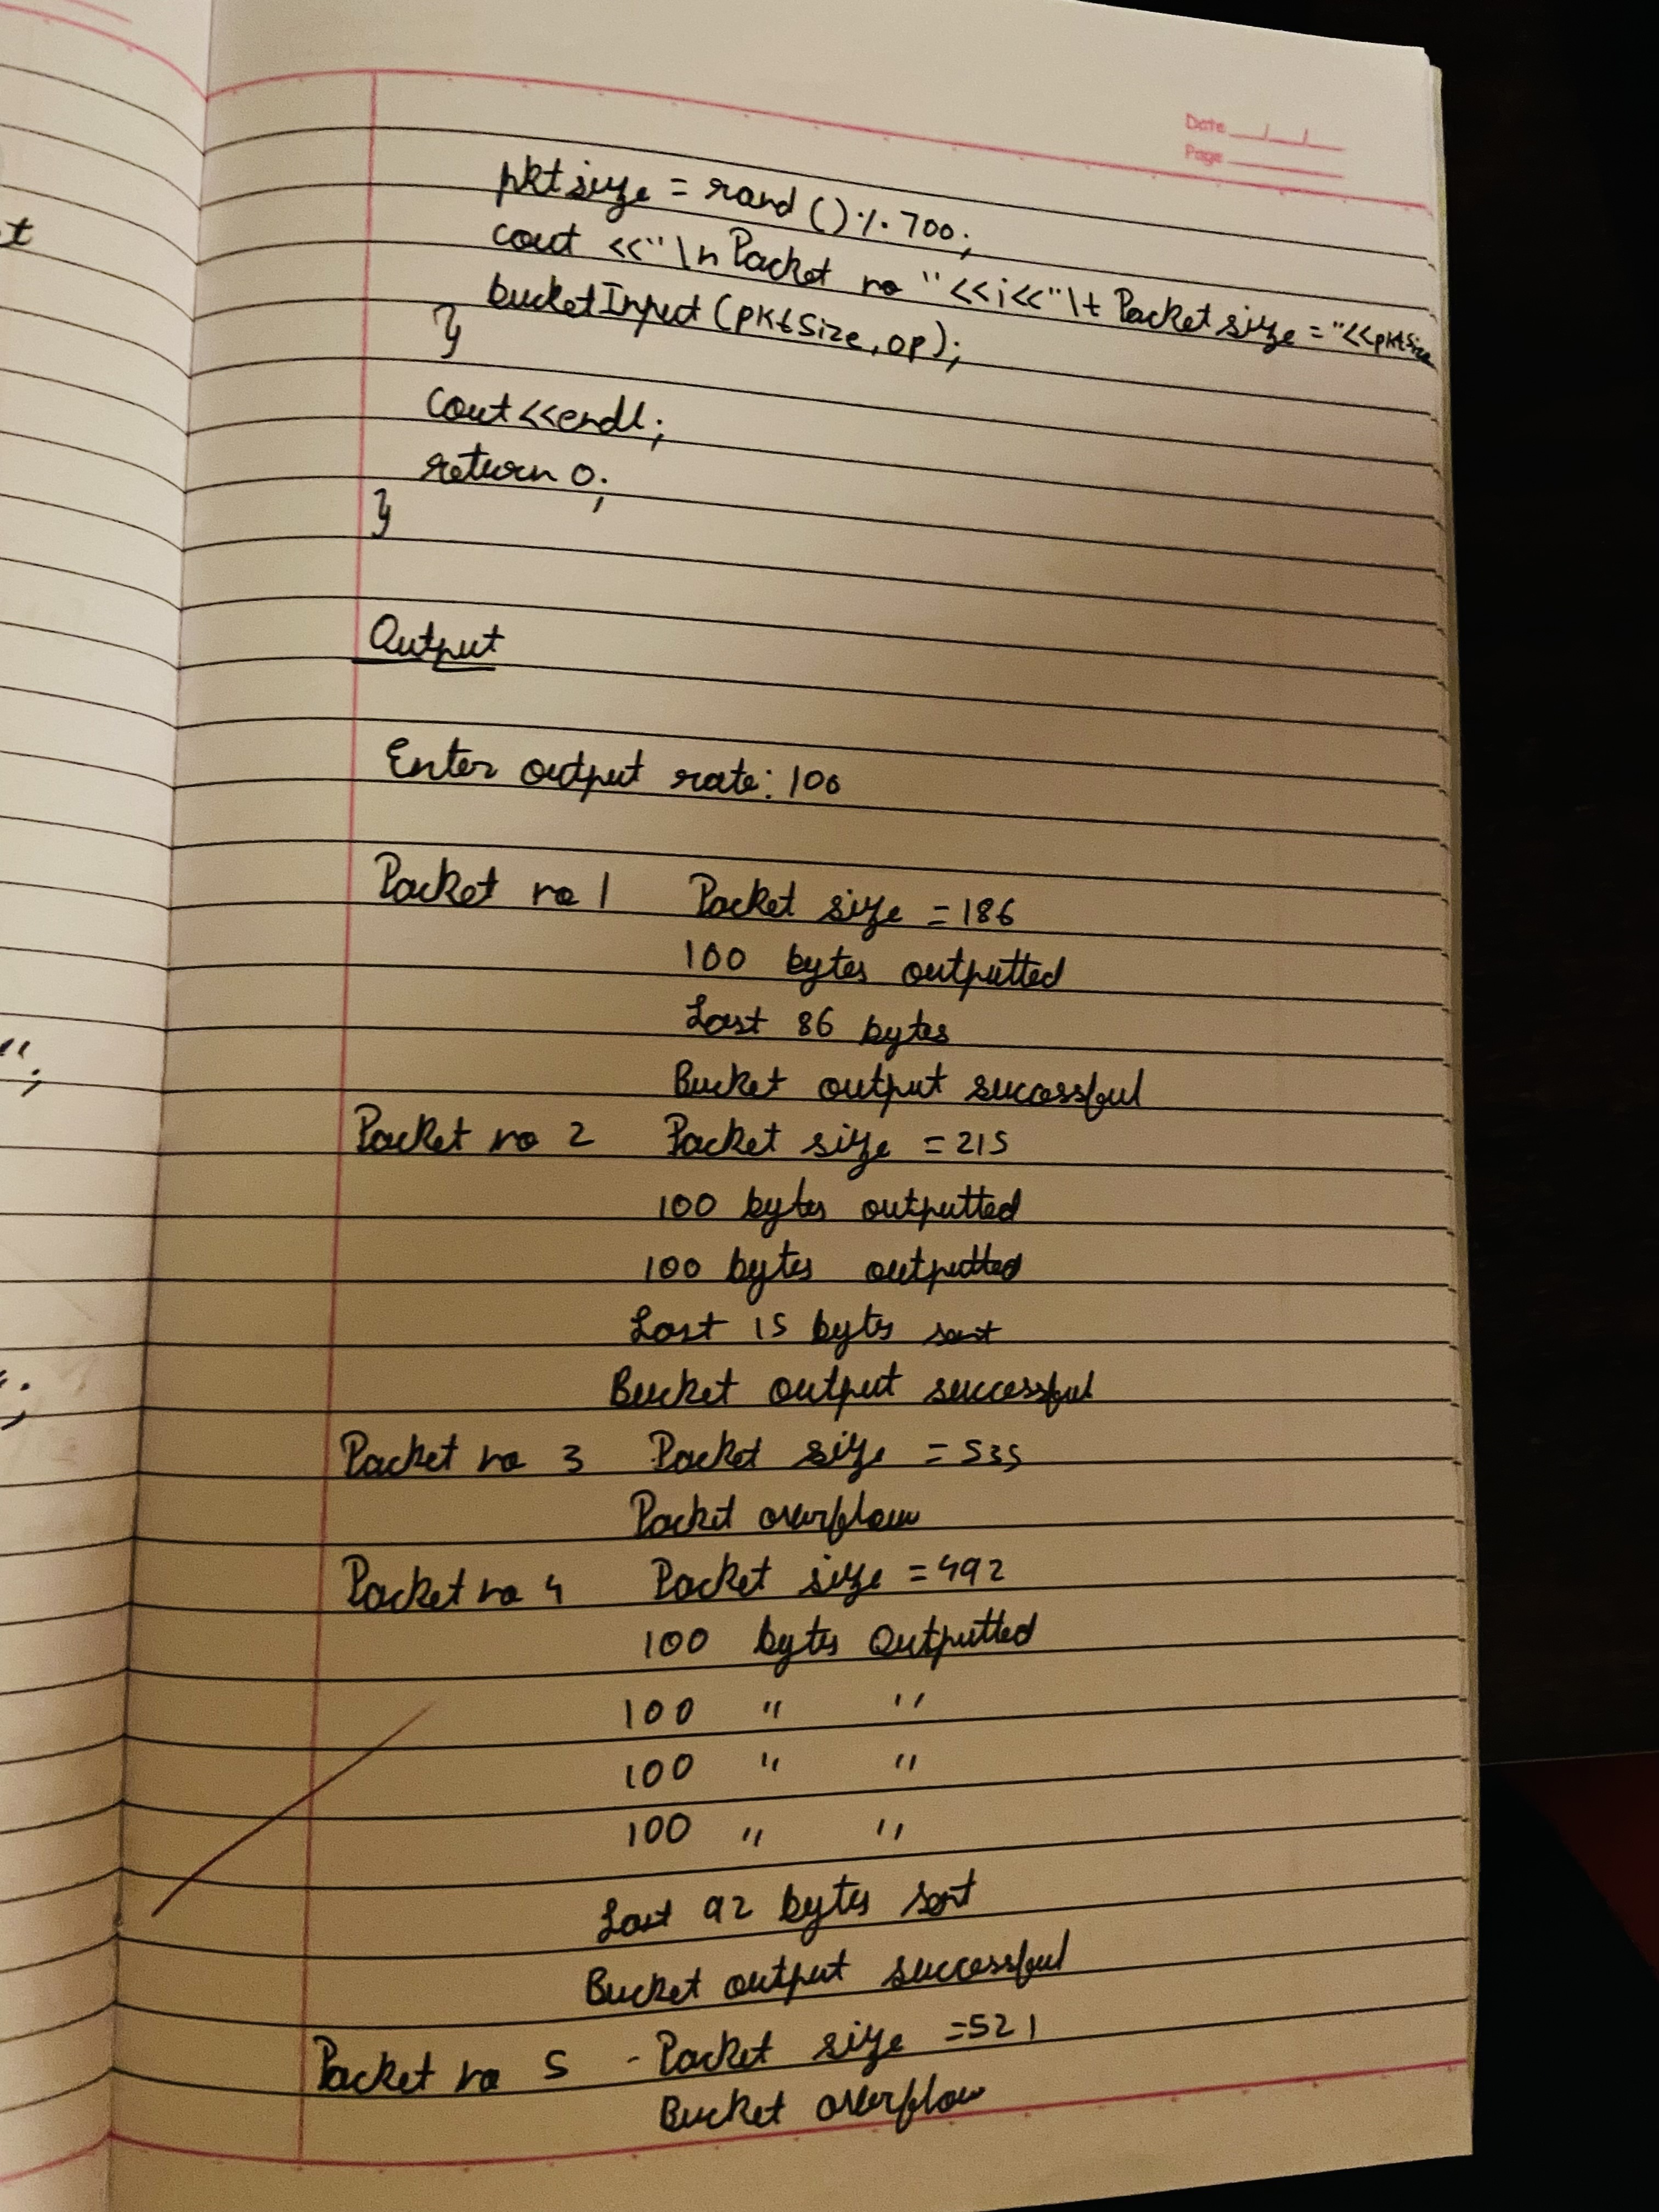 Date
Page
t
pktsize = rand () % 700;
cout <<"\n Packet no "<<i<<"\t Packet size = "<<pktSize
bucketInput (pktSize, op);
}
cout<<endl;
return 0;
}
Output
Enter output rate: 100
Packet no 1 Packet size = 186
100 bytes outputted
Last 86 bytes
Bucket output successful
";
Packet no 2 Packet size = 215
100 bytes outputted
100 bytes outputted
Last 15 bytes sent
Bucket output successful
";
Packet no 3 Packet size = 535
Packet overflow
Packet no 4 Packet size = 492
100 bytes Outputted
100 " "
100 " "
100 " "
Last 92 bytes sent
Bucket output successful
Packet no 5 - Packet size = 521
Bucket overflow